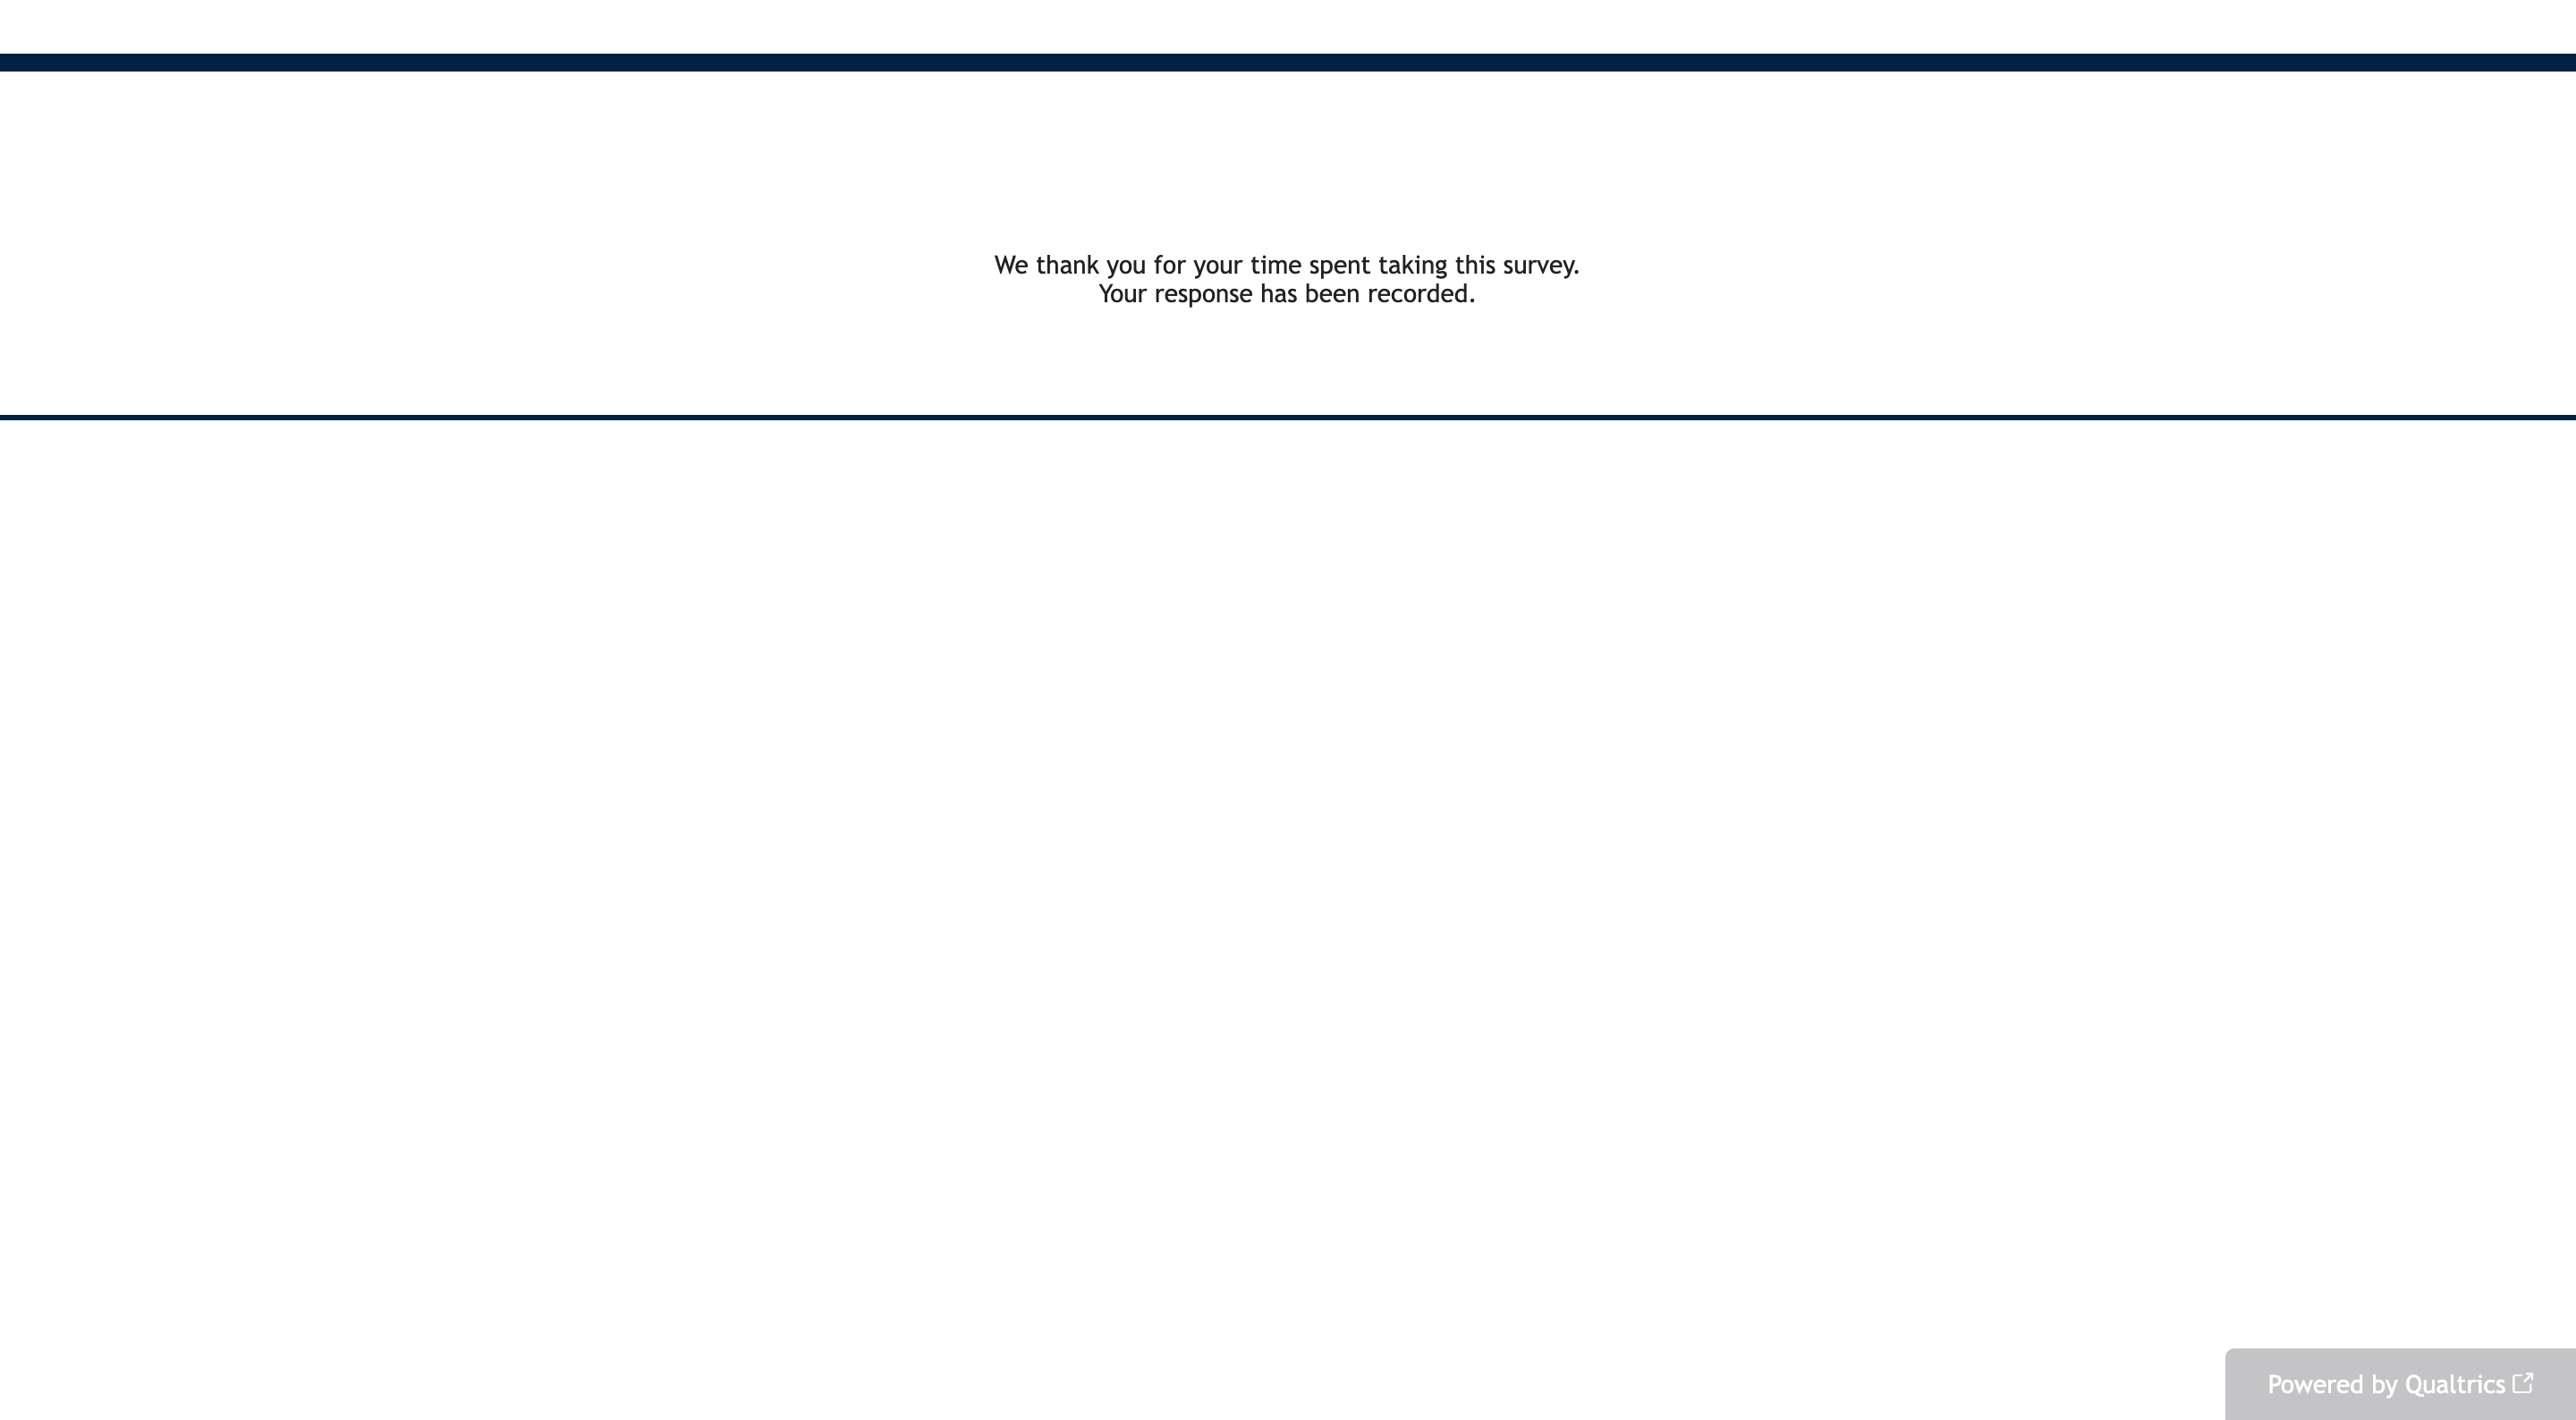 We thank you for your time spent taking this survey.
Your response has been recorded.
Powered by Qualtrics